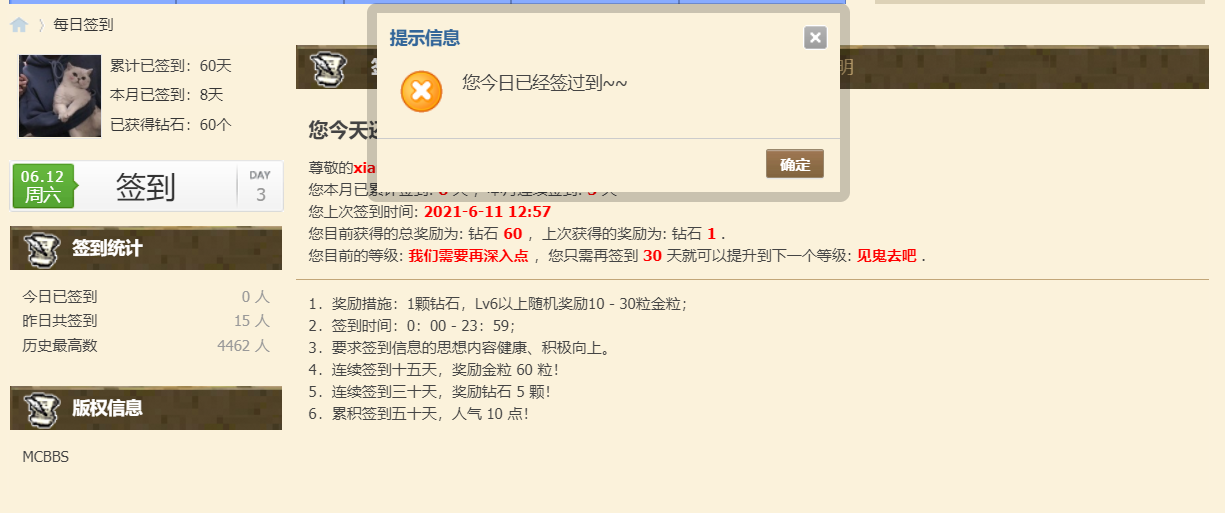 每日签到
提示信息
您今日已经签过到~~
确定
累计已签到：60天
本月已签到：8天
已获得钻石：60个
06.12
周六
签到
DAY
3
签到统计
今日已签到 0 人
昨日共签到 15 人
历史最高数 4462 人
版权信息
MCBBS
明
您今天
尊敬的xia
您上次签到时间: 2021-6-11 12:57
您目前获得的总奖励为: 钻石 60 ，上次获得的奖励为: 钻石 1 .
您目前的等级: 我们需要再深入点 ，您只需再签到 30 天就可以提升到下一个等级: 见鬼去吧 .
1．奖励措施：1颗钻石，Lv6以上随机奖励10 - 30粒金粒；
2．签到时间：0：00 - 23：59；
3．要求签到信息的思想内容健康、积极向上。
4．连续签到十五天，奖励金粒 60 粒！
5．连续签到三十天，奖励钻石 5 颗！
6．累积签到五十天，人气 10 点！